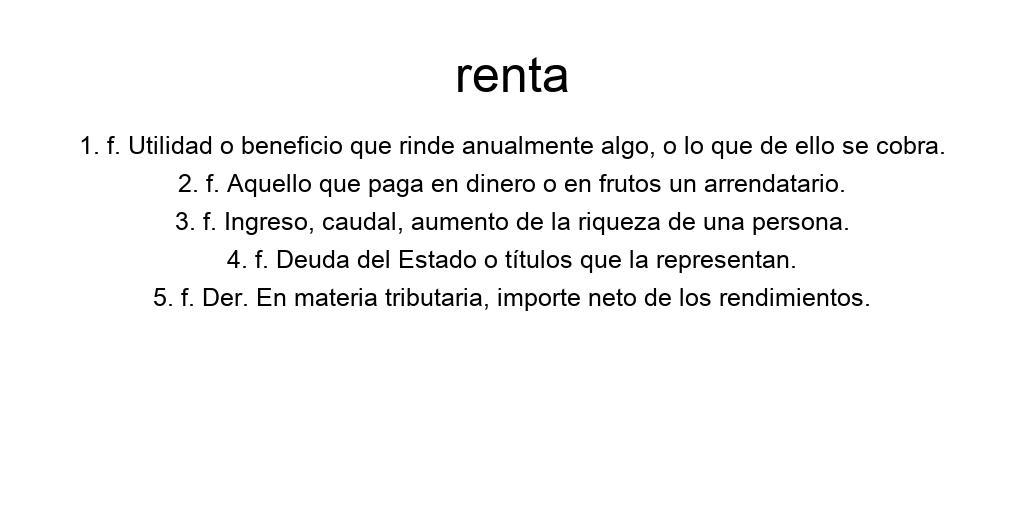 renta
1. f. Utilidad o beneficio que rinde anualmente algo, o lo que de ello se cobra.
2. f. Aquello que paga en dinero o en frutos un arrendatario.
3. f. Ingreso, caudal, aumento de la riqueza de una persona.
4. f. Deuda del Estado o títulos que la representan.
5. f. Der. En materia tributaria, importe neto de los rendimientos.